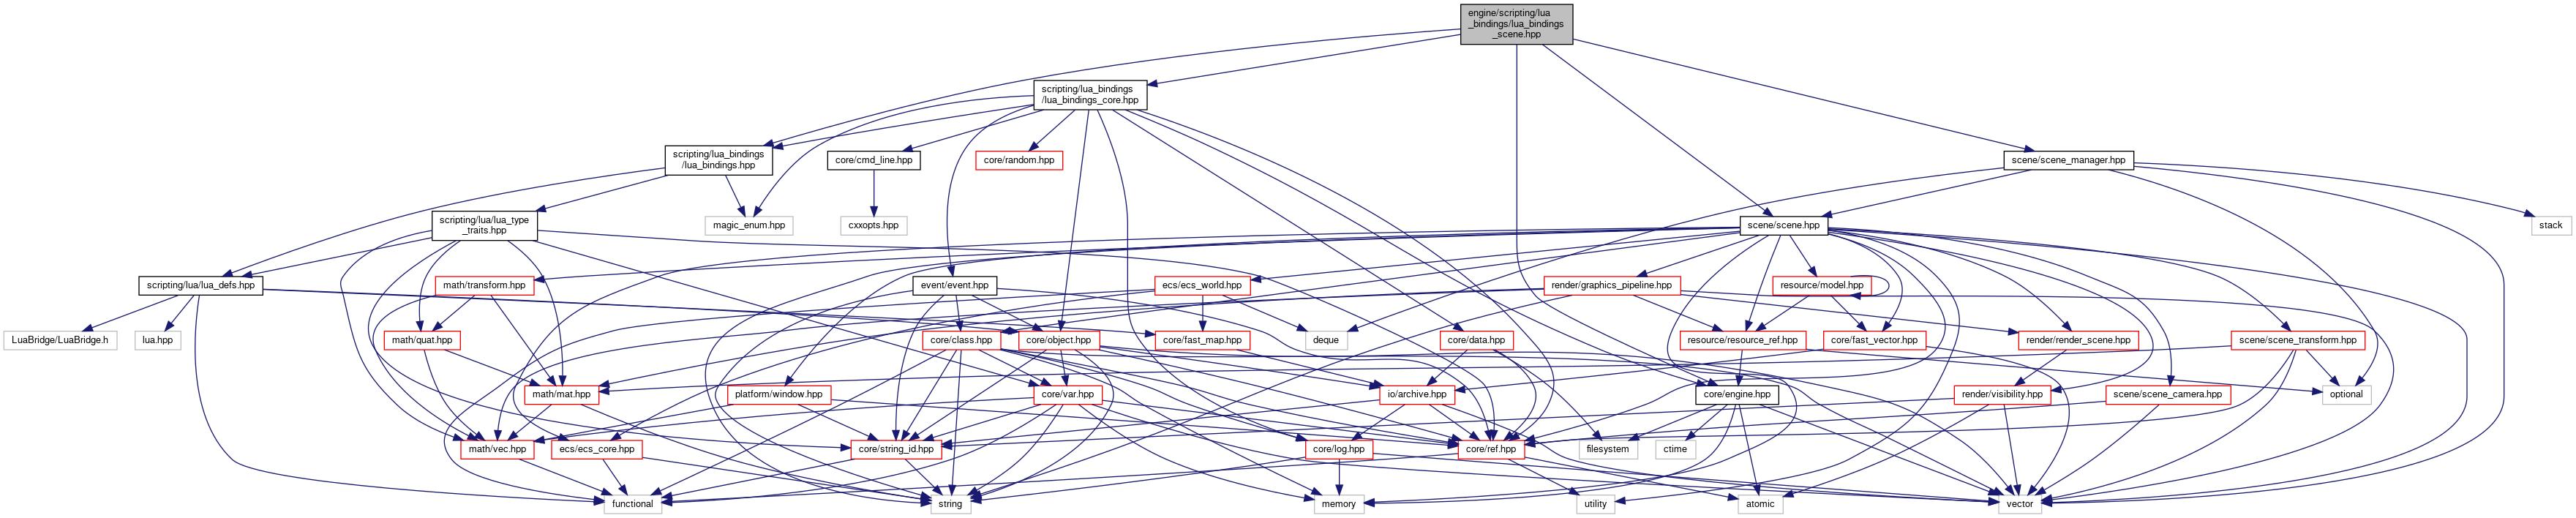 engine/scripting/lua
_bindings/lua_bindings
_scene.hpp
scripting/lua_bindings
/lua_bindings_core.hpp
scripting/lua_bindings
/lua_bindings.hpp
core/cmd_line.hpp
core/random.hpp
scene/scene_manager.hpp
scripting/lua/lua_type
_traits.hpp
magic_enum.hpp
cxxopts.hpp
scene/scene.hpp
stack
scripting/lua/lua_defs.hpp
math/transform.hpp
event/event.hpp
ecs/ecs_world.hpp
render/graphics_pipeline.hpp
resource/model.hpp
LuaBridge/LuaBridge.h
lua.hpp
math/quat.hpp
core/class.hpp
core/object.hpp
core/fast_map.hpp
deque
core/data.hpp
resource/resource_ref.hpp
core/fast_vector.hpp
render/render_scene.hpp
scene/scene_transform.hpp
math/mat.hpp
platform/window.hpp
core/var.hpp
io/archive.hpp
core/engine.hpp
render/visibility.hpp
scene/scene_camera.hpp
optional
math/vec.hpp
ecs/ecs_core.hpp
core/string_id.hpp
core/log.hpp
core/ref.hpp
filesystem
ctime
functional
string
memory
utility
atomic
vector